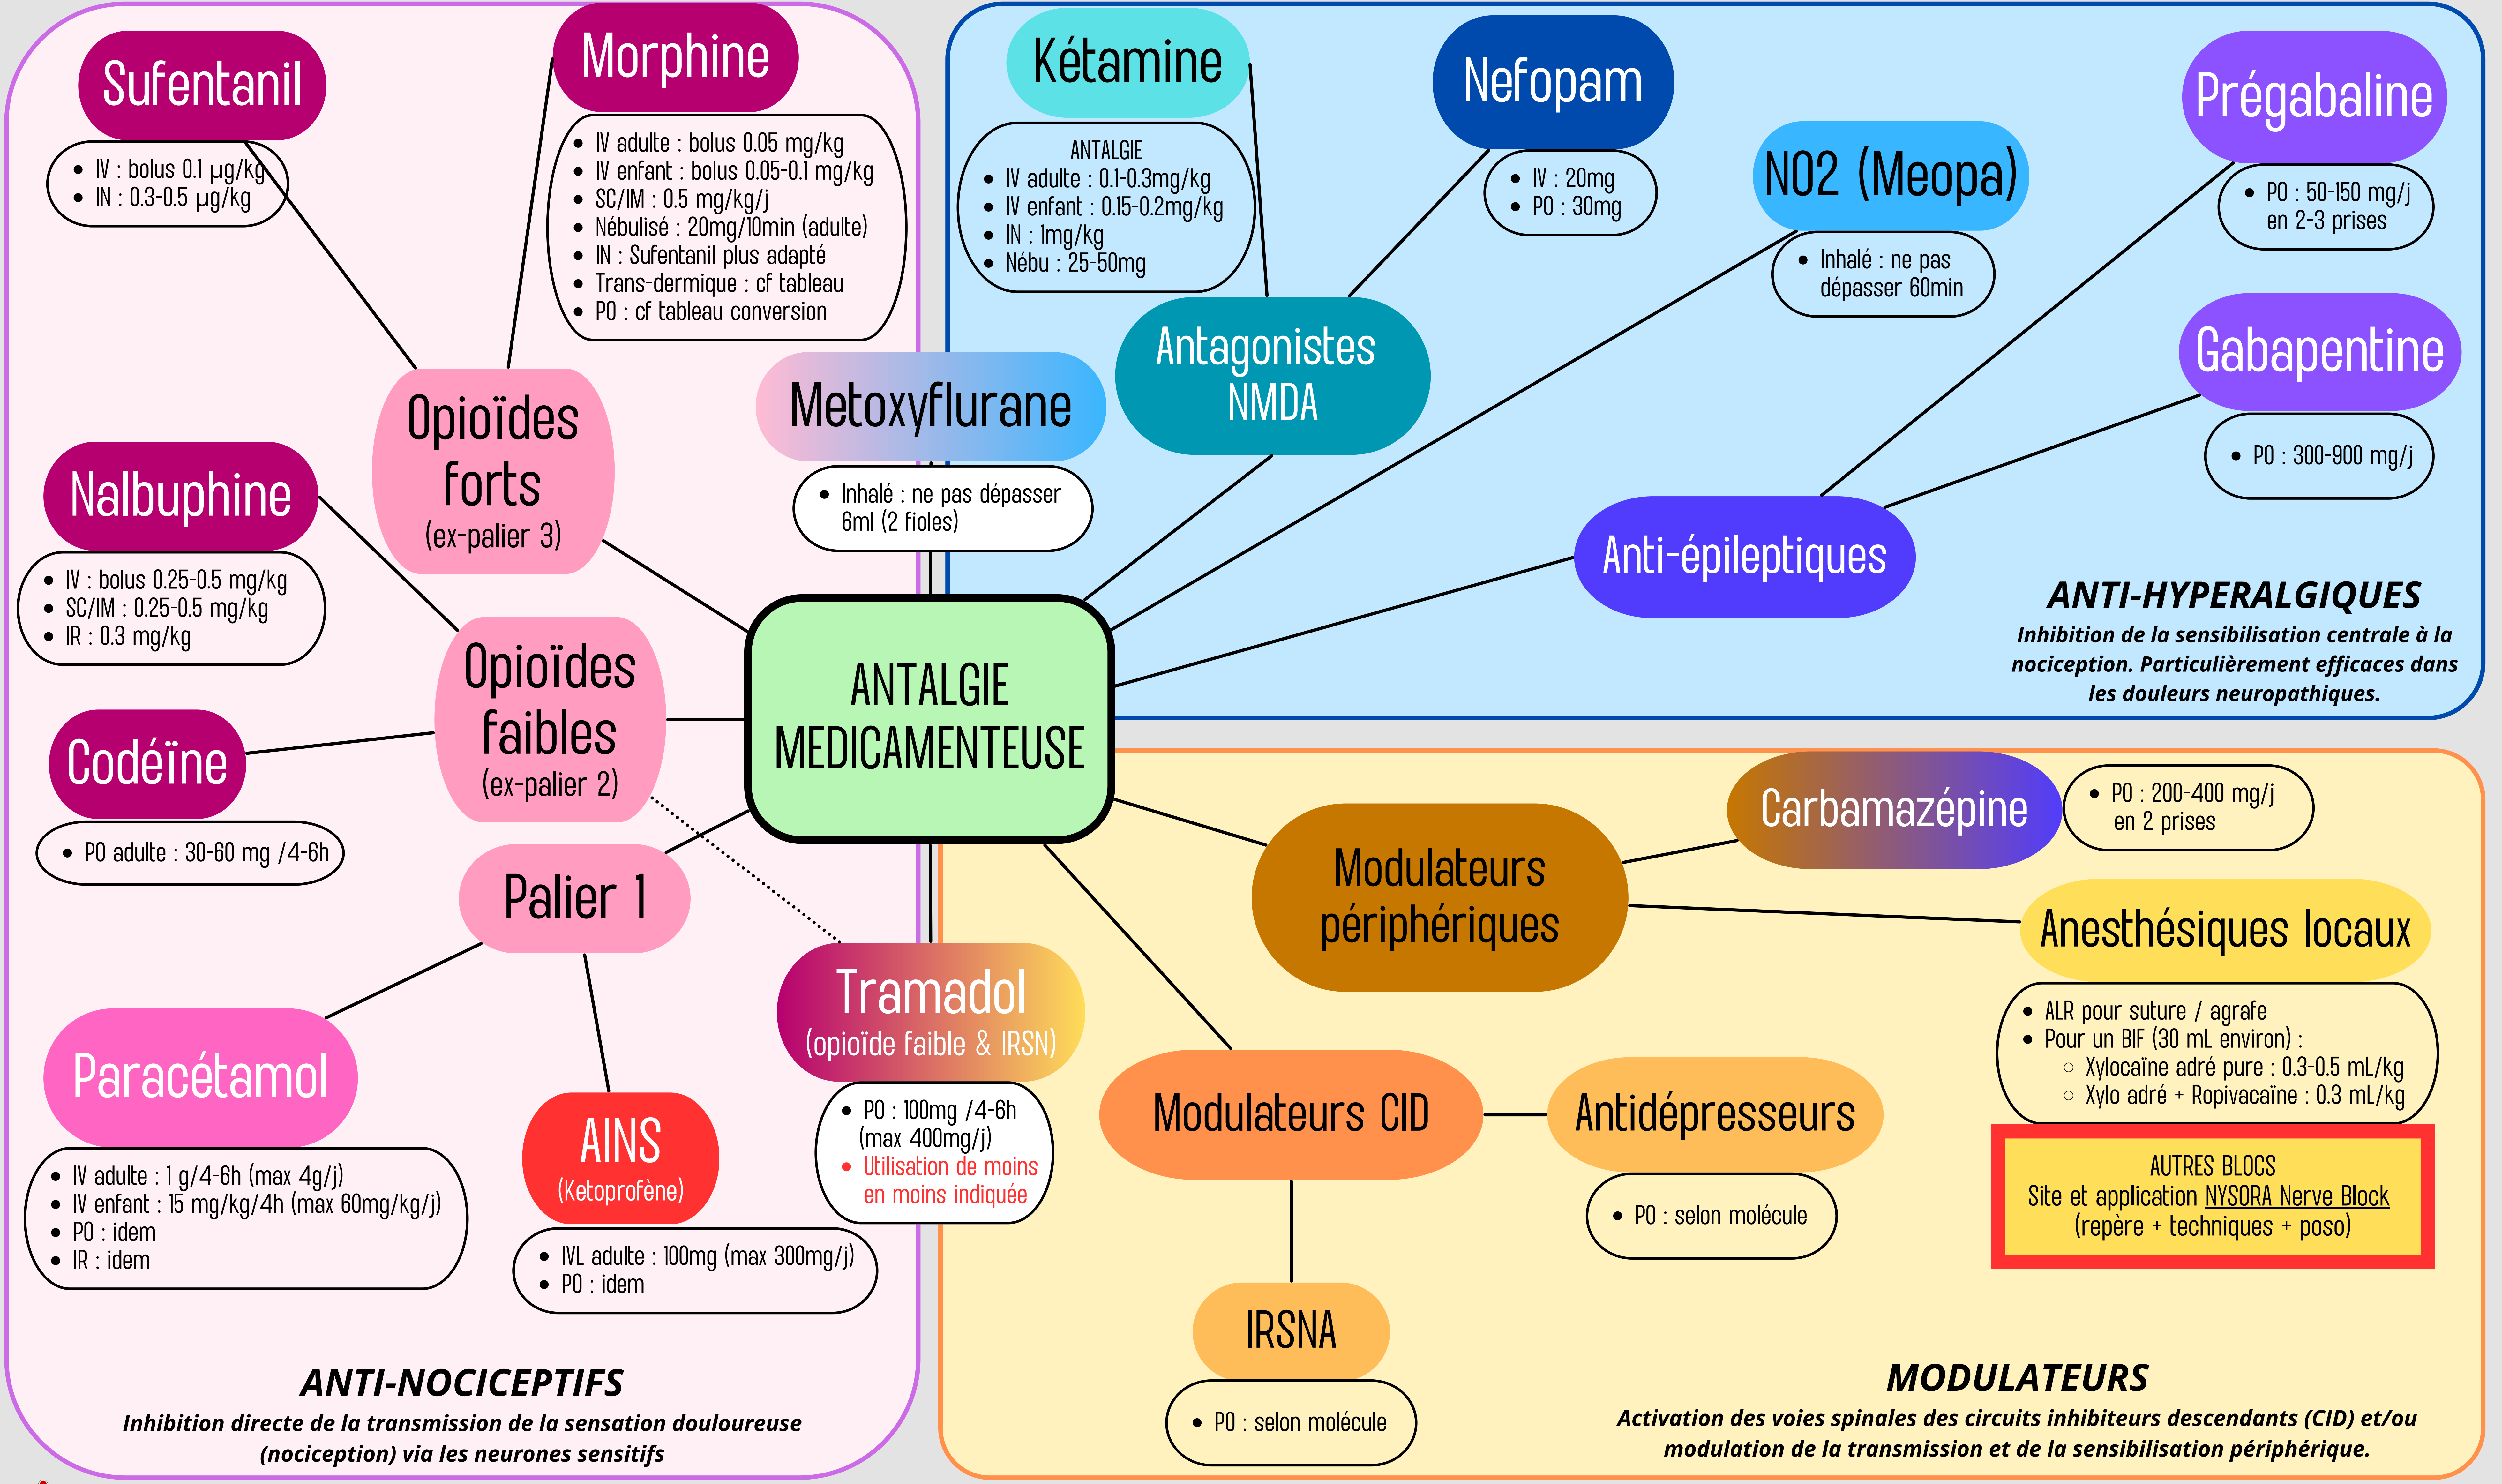 Sufentanil
• IV : bolus 0.1 µg/kg
• IN : 0.3-0.5 µg/kg
Morphine
• IV adulte : bolus 0.05 mg/kg
• IV enfant : bolus 0.05-0.1 mg/kg
• SC/IM : 0.5 mg/kg/j
• Nébulisé : 20mg/10min (adulte)
• IN : Sufentanil plus adapté
• Trans-dermique : cf tableau
• PO : cf tableau conversion
Opioïdes
forts
(ex-palier 3)
Nalbuphine
• IV : bolus 0.25-0.5 mg/kg
• SC/IM : 0.25-0.5 mg/kg
• IR : 0.3 mg/kg
Opioïdes
faibles
(ex-palier 2)
Codéïne
• PO adulte : 30-60 mg /4-6h
Palier 1
Paracétamol
• IV adulte : 1 g/4-6h (max 4g/j)
• IV enfant : 15 mg/kg/4h (max 60mg/kg/j)
• PO : idem
• IR : idem
AINS
(Ketoprofène)
• IVL adulte : 100mg (max 300mg/j)
• PO : idem
ANTI-NOCICEPTIFS
Inhibition directe de la transmission de la sensation douloureuse
(nociception) via les neurones sensitifs
Metoxyflurane
• Inhalé : ne pas dépasser
6ml (2 fioles)
ANTALGIE
MEDICAMENTEUSE
Tramadol
(opioïde faible & IRSN)
• PO : 100mg /4-6h
(max 400mg/j)
• Utilisation de moins
en moins indiquée
Kétamine
ANTALGIE
• IV adulte : 0.1-0.3mg/kg
• IV enfant : 0.15-0.2mg/kg
• IN : 1mg/kg
• Nébu : 25-50mg
Nefopam
• IV : 20mg
• PO : 30mg
Antagonistes
NMDA
NO2 (Meopa)
• Inhalé : ne pas
dépasser 60min
Prégabaline
• PO : 50-150 mg/j
en 2-3 prises
Gabapentine
• PO : 300-900 mg/j
Anti-épileptiques
ANTI-HYPERALGIQUES
Inhibition de la sensibilisation centrale à la
nociception. Particulièrement efficaces dans
les douleurs neuropathiques.
Modulateurs
périphériques
Carbamazépine
• PO : 200-400 mg/j
en 2 prises
Anesthésiques locaux
• ALR pour suture / agrafe
• Pour un BIF (30 mL environ) :
○ Xylocaïne adré pure : 0.3-0.5 mL/kg
○ Xylo adré + Ropivacaïne : 0.3 mL/kg
AUTRES BLOCS
Site et application NYSORA Nerve Block
(repère + techniques + poso)
Modulateurs CID
Antidépresseurs
• PO : selon molécule
IRSNA
• PO : selon molécule
MODULATEURS
Activation des voies spinales des circuits inhibiteurs descendants (CID) et/ou
modulation de la transmission et de la sensibilisation périphérique.